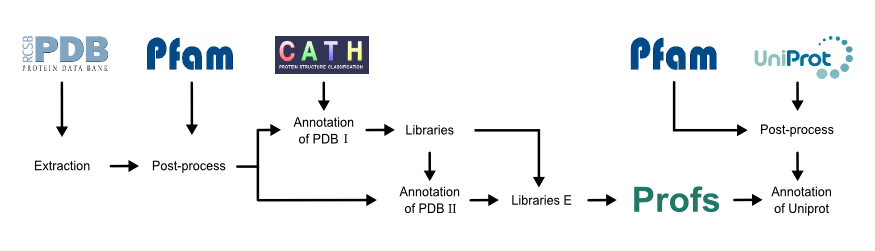 RCSB
PDB
PROTEIN DATA BANK
Pfam
CATH
PROTEIN STRUCTURE CLASSIFICATION
Pfam
UniProt
Annotation
of PDB I
Libraries
Post-process
Extraction
Post-process
Annotation
of PDB II
Libraries E
Profs
Annotation
of Uniprot